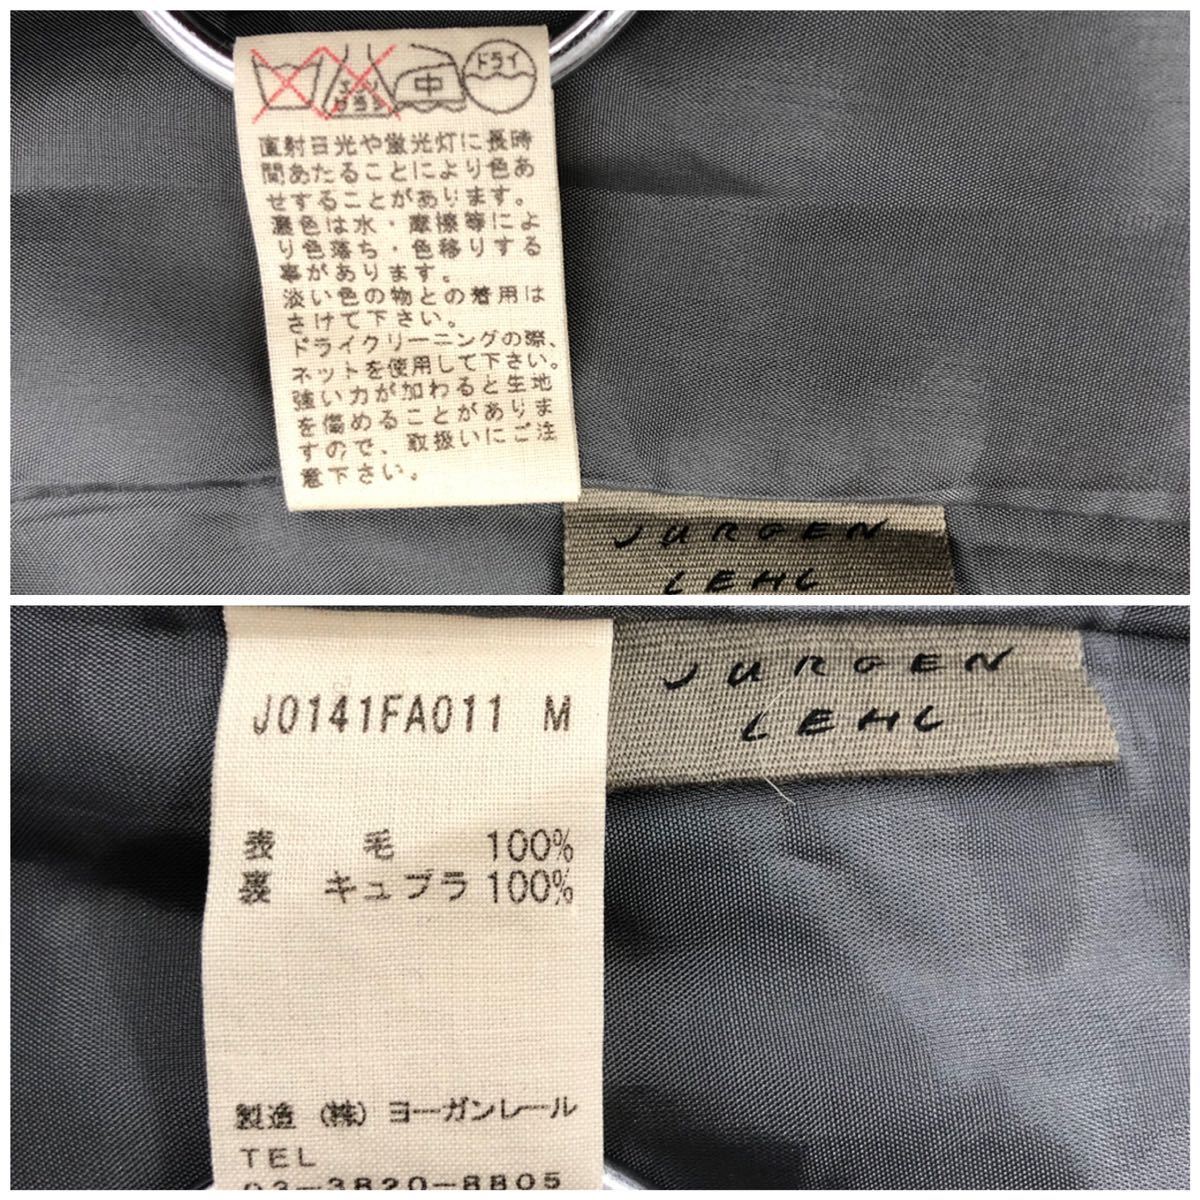 エンソ
サラシ
中
ドライ
直射日光や蛍光灯に長時
間あたることにより色あ
せすることがあります。
濃色は水・摩擦等によ
り色落ち・色移りする
事があります。
淡い色の物との着用は
さけて下さい。
ドライクリーニングの際、
ネットを使用して下さい。
強い力が加わると生地
を傷めることがありま
すので、取扱いにご注
意下さい。
JURGEN
LEHL
JURGEN
LEHL
J0141FA011 M
表 毛 100%
裏 キュプラ 100%
製造 (株) ヨーガンレール
TEL
03-3820-8805